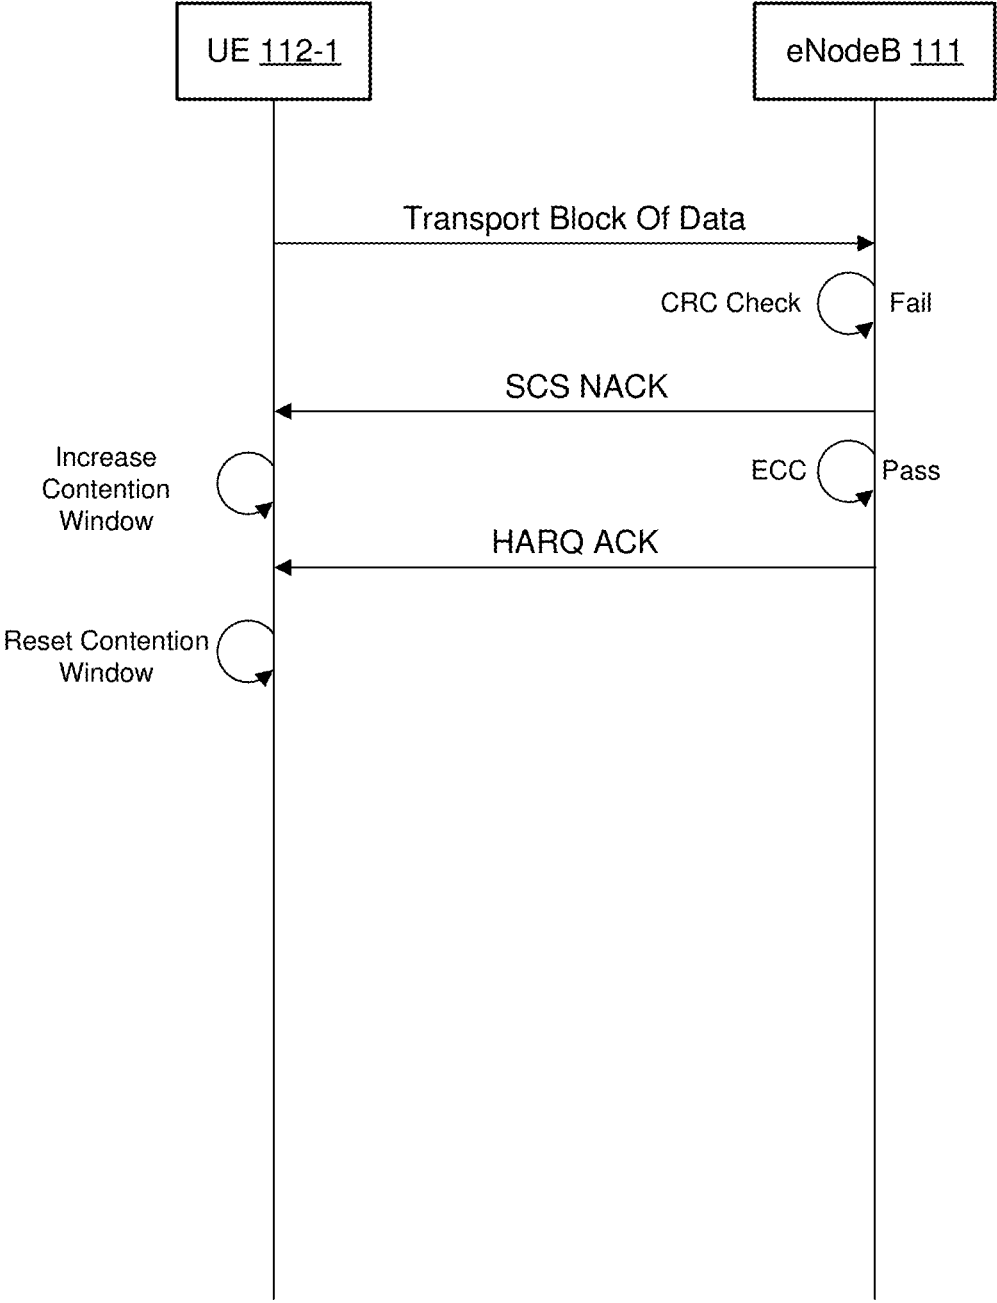 UE 112-1
eNodeB 111
Transport Block Of Data
CRC Check
Fail
SCS NACK
Increase
Contention
Window
ECC
Pass
HARQ ACK
Reset Contention
Window